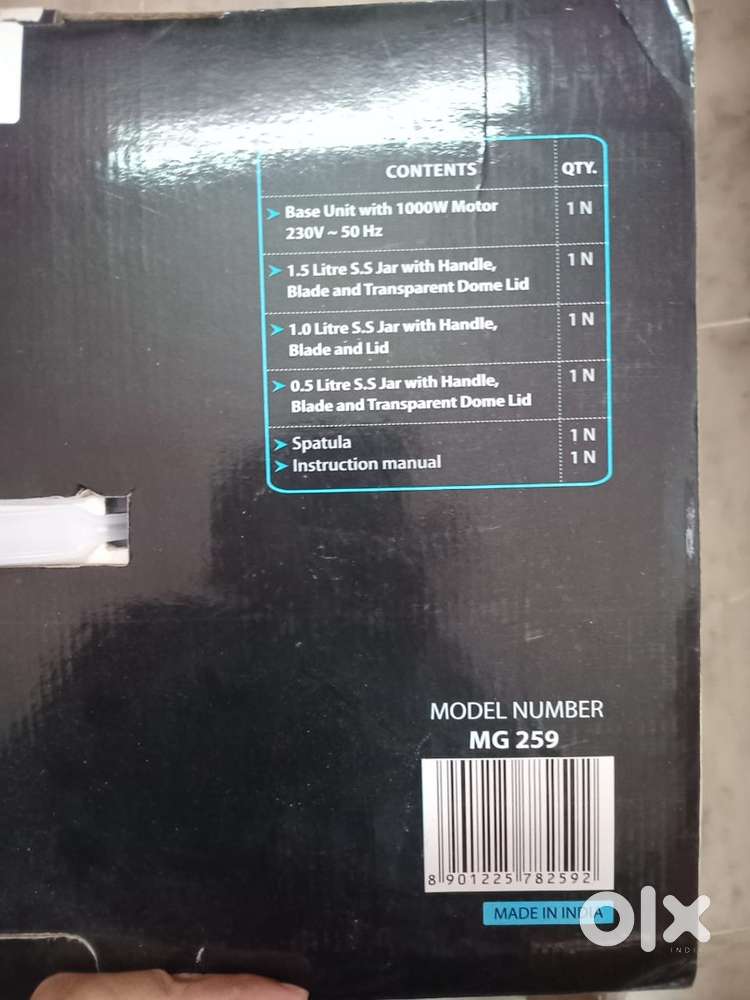 CONTENTS QTY.
Base Unit with 1000W Motor 1 N
230V ~ 50 Hz
1.5 Litre S.S Jar with Handle, 1 N
Blade and Transparent Dome Lid
1.0 Litre S.S Jar with Handle, 1 N
Blade and Lid
0.5 Litre S.S Jar with Handle, 1 N
Blade and Transparent Dome Lid
Spatula 1 N
Instruction manual 1 N
MODEL NUMBER
MG 259
8 901225 782592
MADE IN INDIA
olx
INDIA